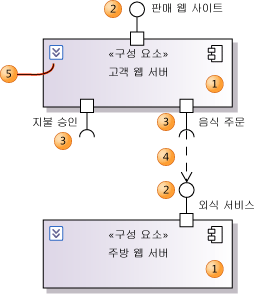 2 판매 웹 사이트
«구성 요소»
5 고객 웹 서버 1
지불 승인 3 음식 주문
3
4
2
외식 서비스
«구성 요소»
주방 웹 서버 1